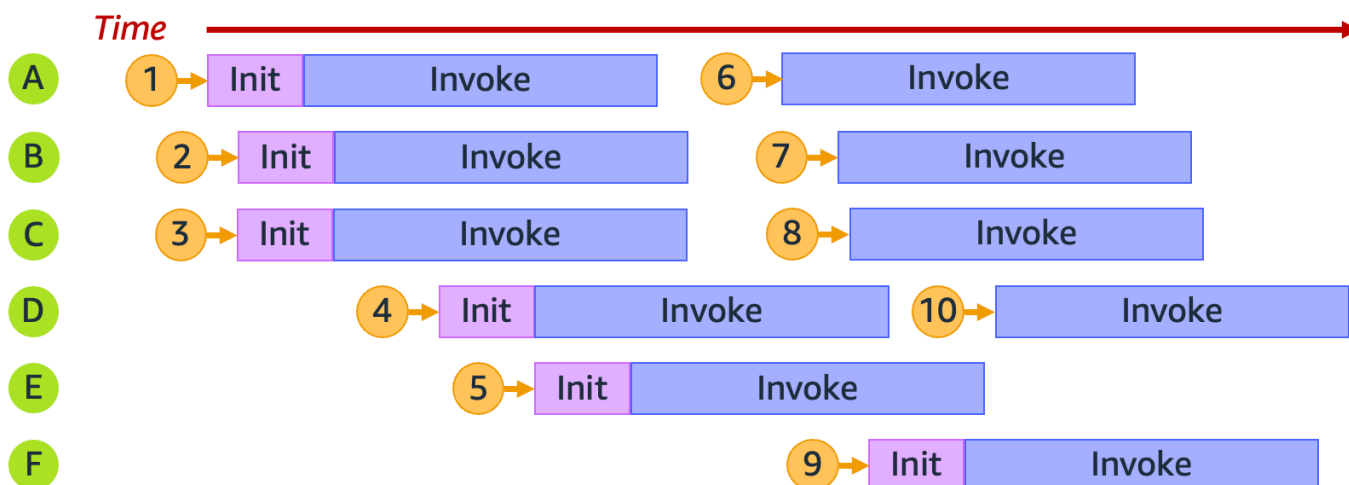 Time
A 1 Init Invoke 6 Invoke
B 2 Init Invoke 7 Invoke
C 3 Init Invoke 8 Invoke
D 4 Init Invoke 10 Invoke
E 5 Init Invoke
F 9 Init Invoke